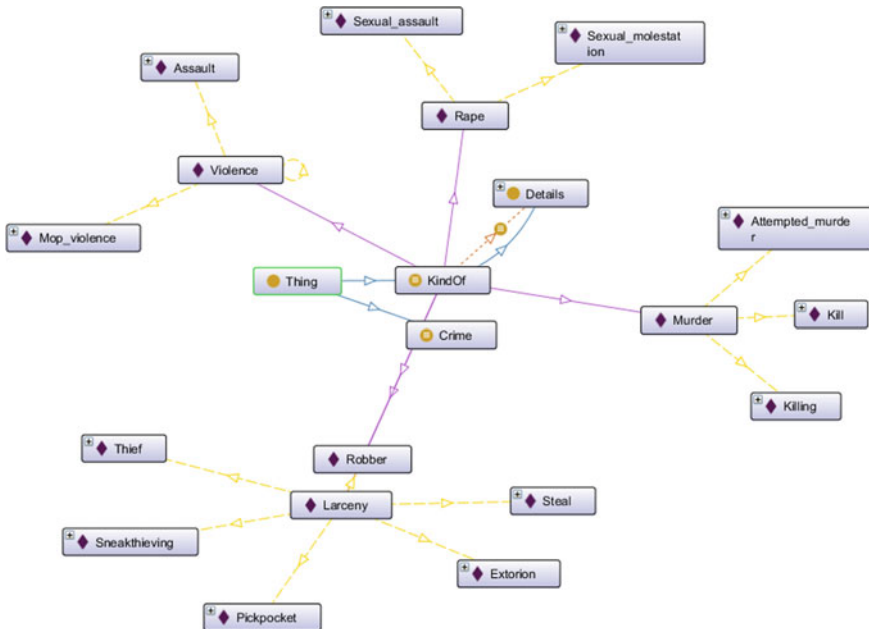 Sexual_assault
Sexual_molestat
ion
Assault
Rape
Violence
Details
Mop_violence
Attempted_murde
r
Thing
KindOf
Kill
Murder
Crime
Killing
Thief
Robber
Larceny
Steal
Sneakthieving
Extorion
Pickpocket